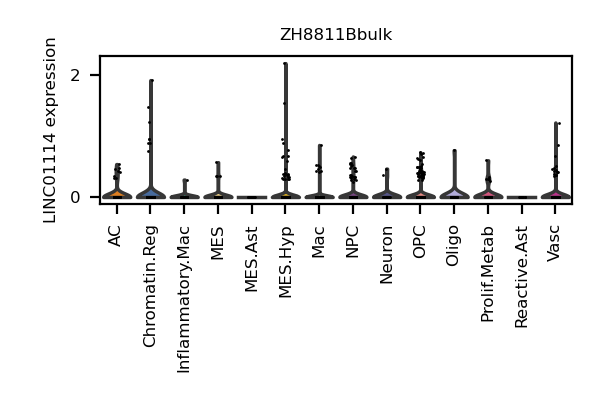 ZH8811Bbulk
LINC01114 expression
2
0
AC
Chromatin.Reg
Inflammatory.Mac
MES
MES.Ast
MES.Hyp
Mac
NPC
Neuron
OPC
Oligo
Prolif.Metab
Reactive.Ast
Vasc